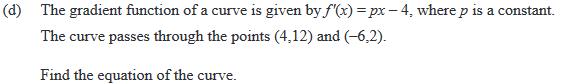 (d) The gradient function of a curve is given by f'(x) = px – 4, where p is a constant.
The curve passes through the points (4,12) and (–6,2).
Find the equation of the curve.